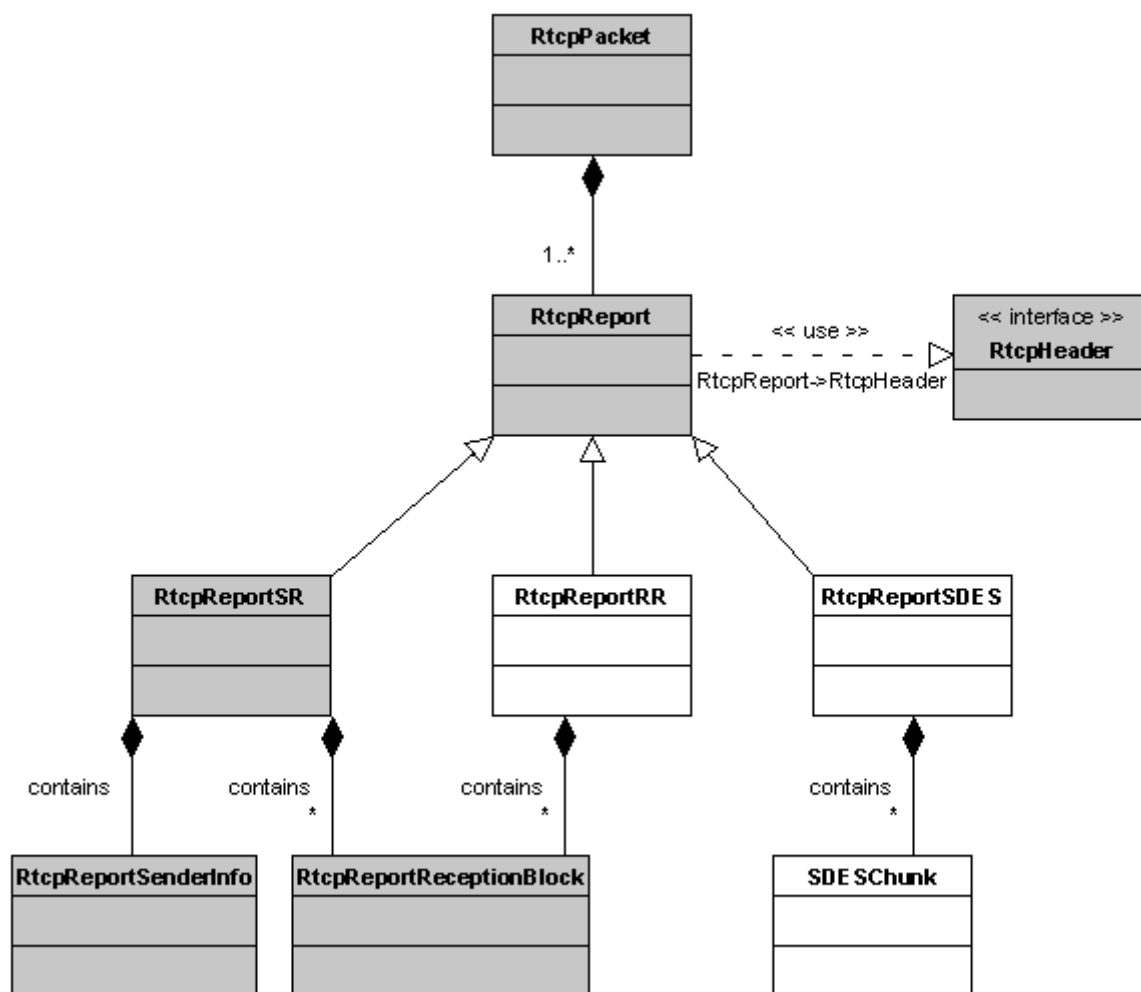 RtcpPacket
1..*
RtcpReport
<< use >>
RtcpReport->RtcpHeader
<< interface >>
RtcpHeader
RtcpReportSR
RtcpReportRR
RtcpReportSDES
contains
contains
*
contains
*
contains
*
RtcpReportSenderInfo
RtcpReportReceptionBlock
SDESChunk